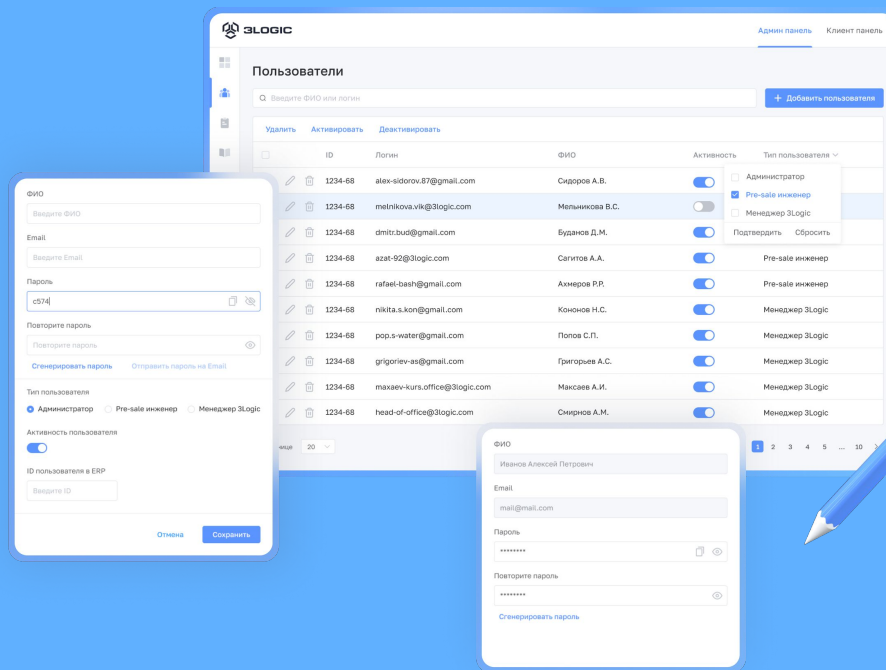 3LOGIC
Админ панель Клиент панель
Пользователи
Введите ФИО или логин
+ Добавить пользователя
Удалить Активировать Деактивировать
ID Логин ФИО Активность Тип пользователя
1234-68 alex-sidorov.87@gmail.com Сидоров А.В.
1234-68 melnikova.vik@3logic.com Мельникова В.С.
1234-68 dmitr.bud@gmail.com Буданов Д.М.
1234-68 azat-92@3logic.com Сагитов А.А. Pre-sale инженер
1234-68 rafael-bash@gmail.com Ахмеров Р.Р. Pre-sale инженер
1234-68 nikita.s.kon@gmail.com Кононов Н.С. Менеджер 3Logic
1234-68 pop.s-water@gmail.com Попов С.П. Менеджер 3Logic
1234-68 grigoriev-as@gmail.com Григорьев А.С. Менеджер 3Logic
1234-68 maxaev-kurs.office@3logic.com Максаев А.И. Менеджер 3Logic
1234-68 head-of-office@3logic.com Смирнов А.М. Менеджер 3Logic
Администратор
Pre-sale инженер
Менеджер 3Logic
Подтвердить Сбросить
20
1 2 3 4 5 ... 10
ФИО
Введите ФИО
Email
Введите Email
Пароль
c574
Повторите пароль
Повторите пароль
Сгенерировать пароль Отправить пароль на Email
Тип пользователя
Администратор Pre-sale инженер Менеджер 3Logic
Активность пользователя
ID пользователя в ERP
Введите ID
Отмена Сохранить
ФИО
Иванов Алексей Петрович
Email
mail@mail.com
Пароль
********
Повторите пароль
********
Сгенерировать пароль